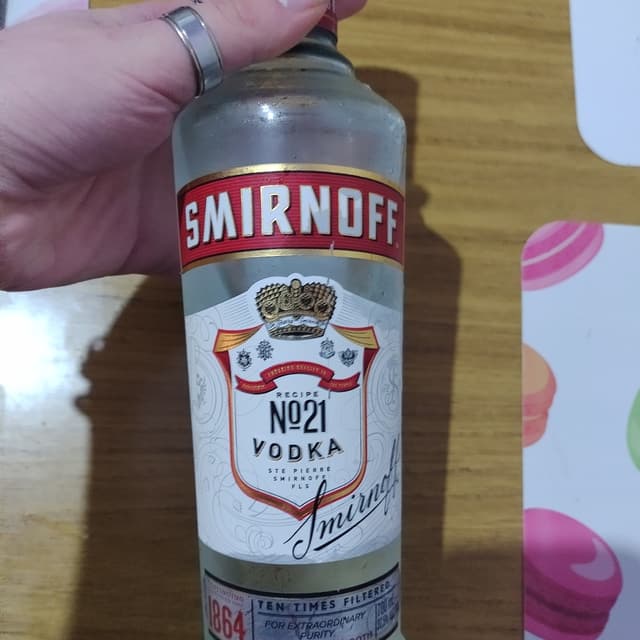 SMIRNOFF
RECIPE
No21
VODKA
STE PIERRE
SMIRNOFF
FLS
Smirnoff
1864
TEN TIMES FILTERED
FOR EXTRAORDINARY
PURITY